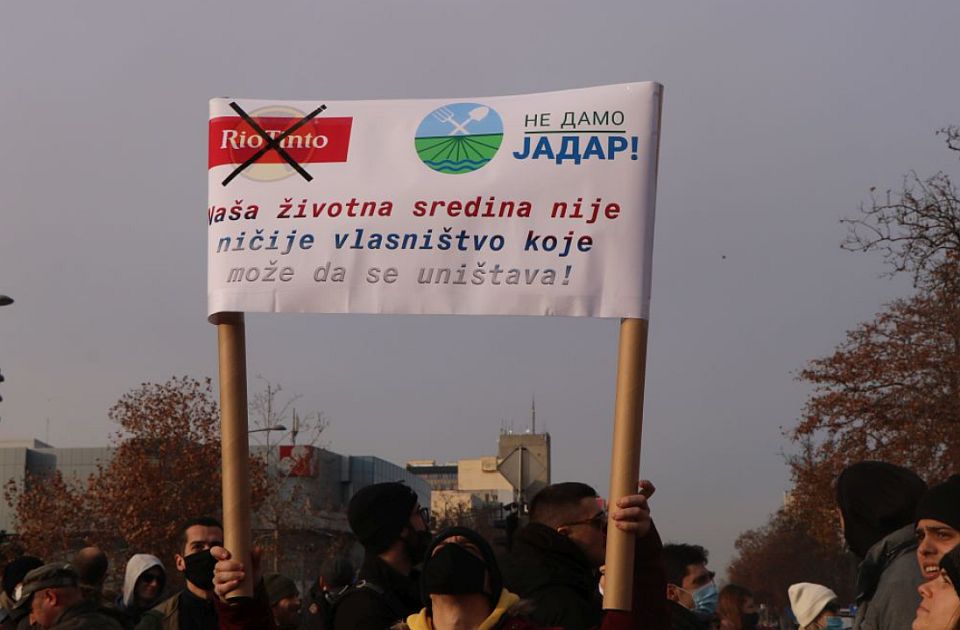 Rio Tinto
НЕ ДАМО
ЈАДАР!
Naša životna sredina nije
ničije vlasništvo koje
može da se uništava!